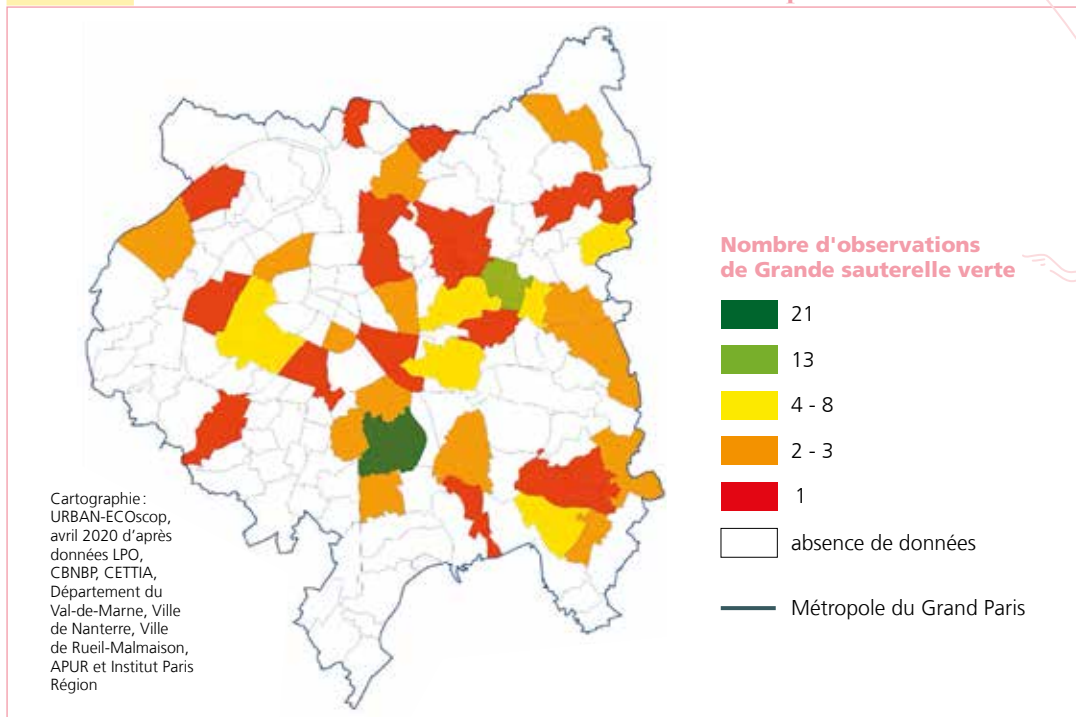 Nombre d'observations
de Grande sauterelle verte
21
13
4 - 8
2 - 3
1
absence de données
Métropole du Grand Paris
Cartographie :
URBAN-ECOscop,
avril 2020 d'après
données LPO,
CBNBP, CETTIA,
Département du
Val-de-Marne, Ville
de Nanterre, Ville
de Rueil-Malmaison,
APUR et Institut Paris
Région